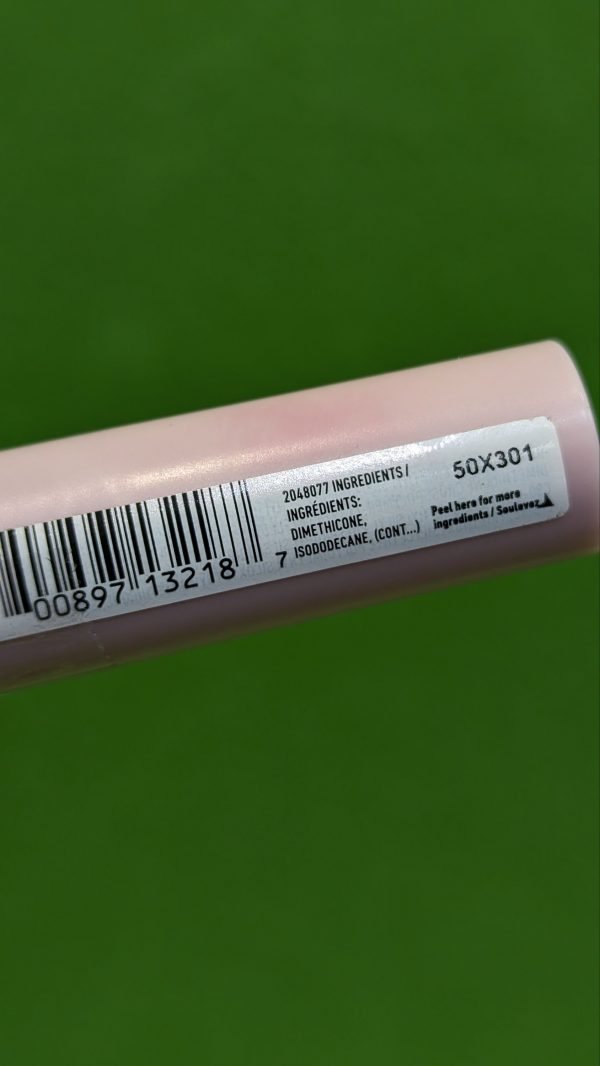 2048077 INGREDIENTS /
INGRÉDIENTS:
DIMETHICONE,
ISODODECANE, (CONT...)
50X301
Peel here for more
ingredients / Soulevez
00897 13218 7